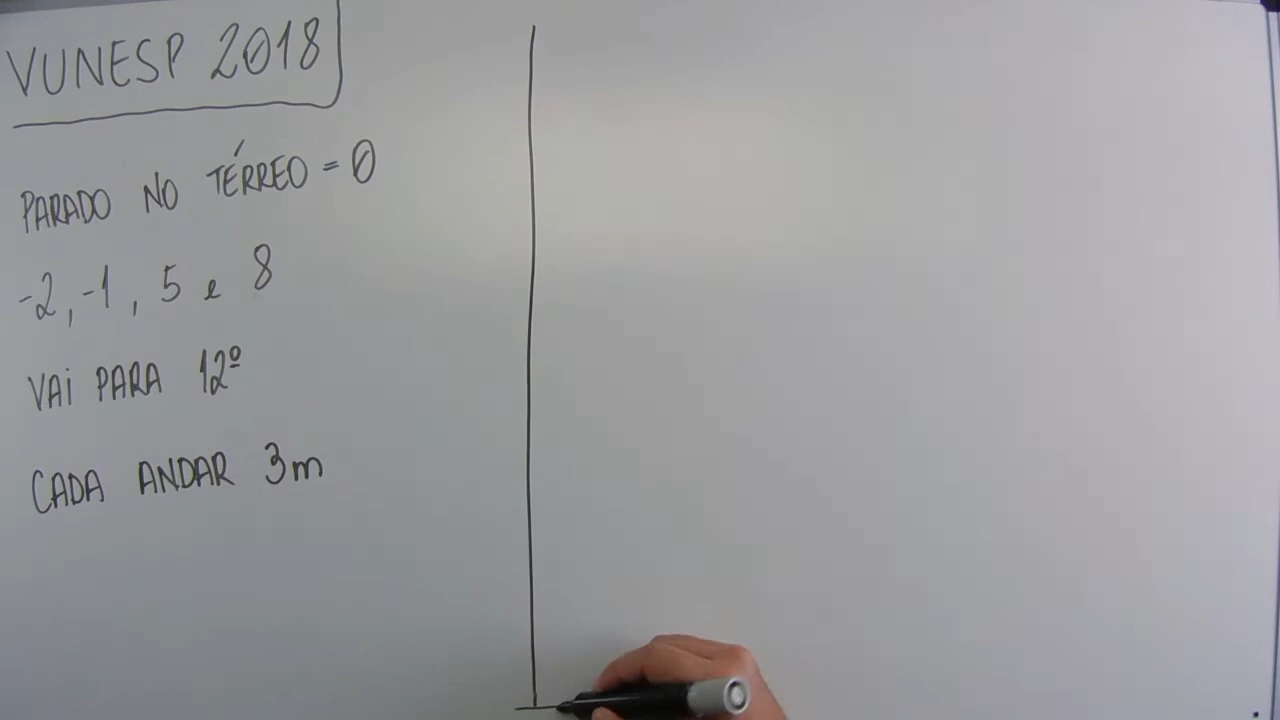 VUNESP 2018
PARADO NO TÉRREO = 0
-2, -1, 5 e 8
VAi PARA 12º
CADA ANDAR 3m